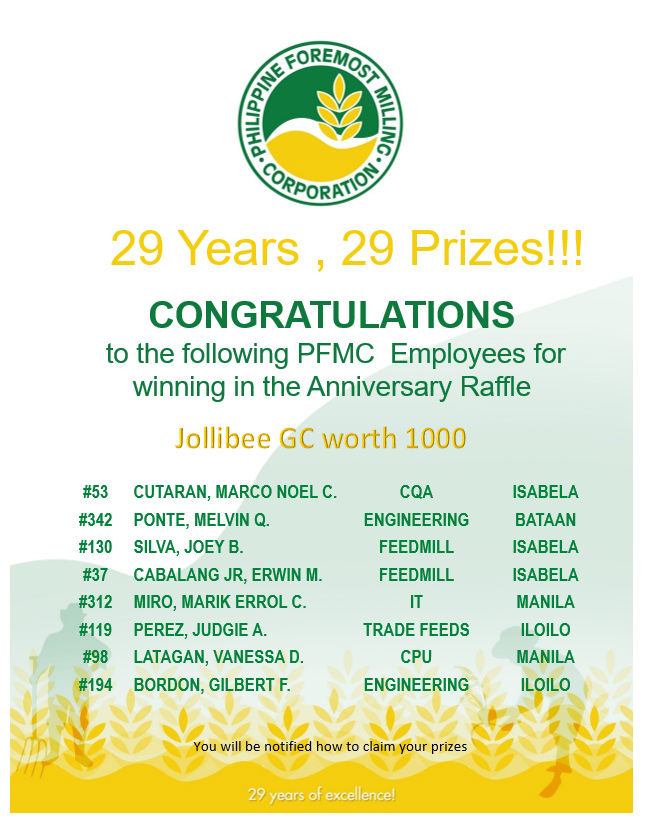 PHILIPPINE FOREMOST MILLING
• CORPORATION •
29 Years , 29 Prizes!!!
CONGRATULATIONS
to the following PFMC Employees for
winning in the Anniversary Raffle
Jollibee GC worth 1000
#53 CUTARAN, MARCO NOEL C. CQA ISABELA
#342 PONTE, MELVIN Q. ENGINEERING BATAAN
#130 SILVA, JOEY B. FEEDMILL ISABELA
#37 CABALANG JR, ERWIN M. FEEDMILL ISABELA
#312 MIRO, MARIK ERROL C. IT MANILA
#119 PEREZ, JUDGIE A. TRADE FEEDS ILOILO
#98 LATAGAN, VANESSA D. CPU MANILA
#194 BORDON, GILBERT F. ENGINEERING ILOILO
You will be notified how to claim your prizes
29 years of excellence!